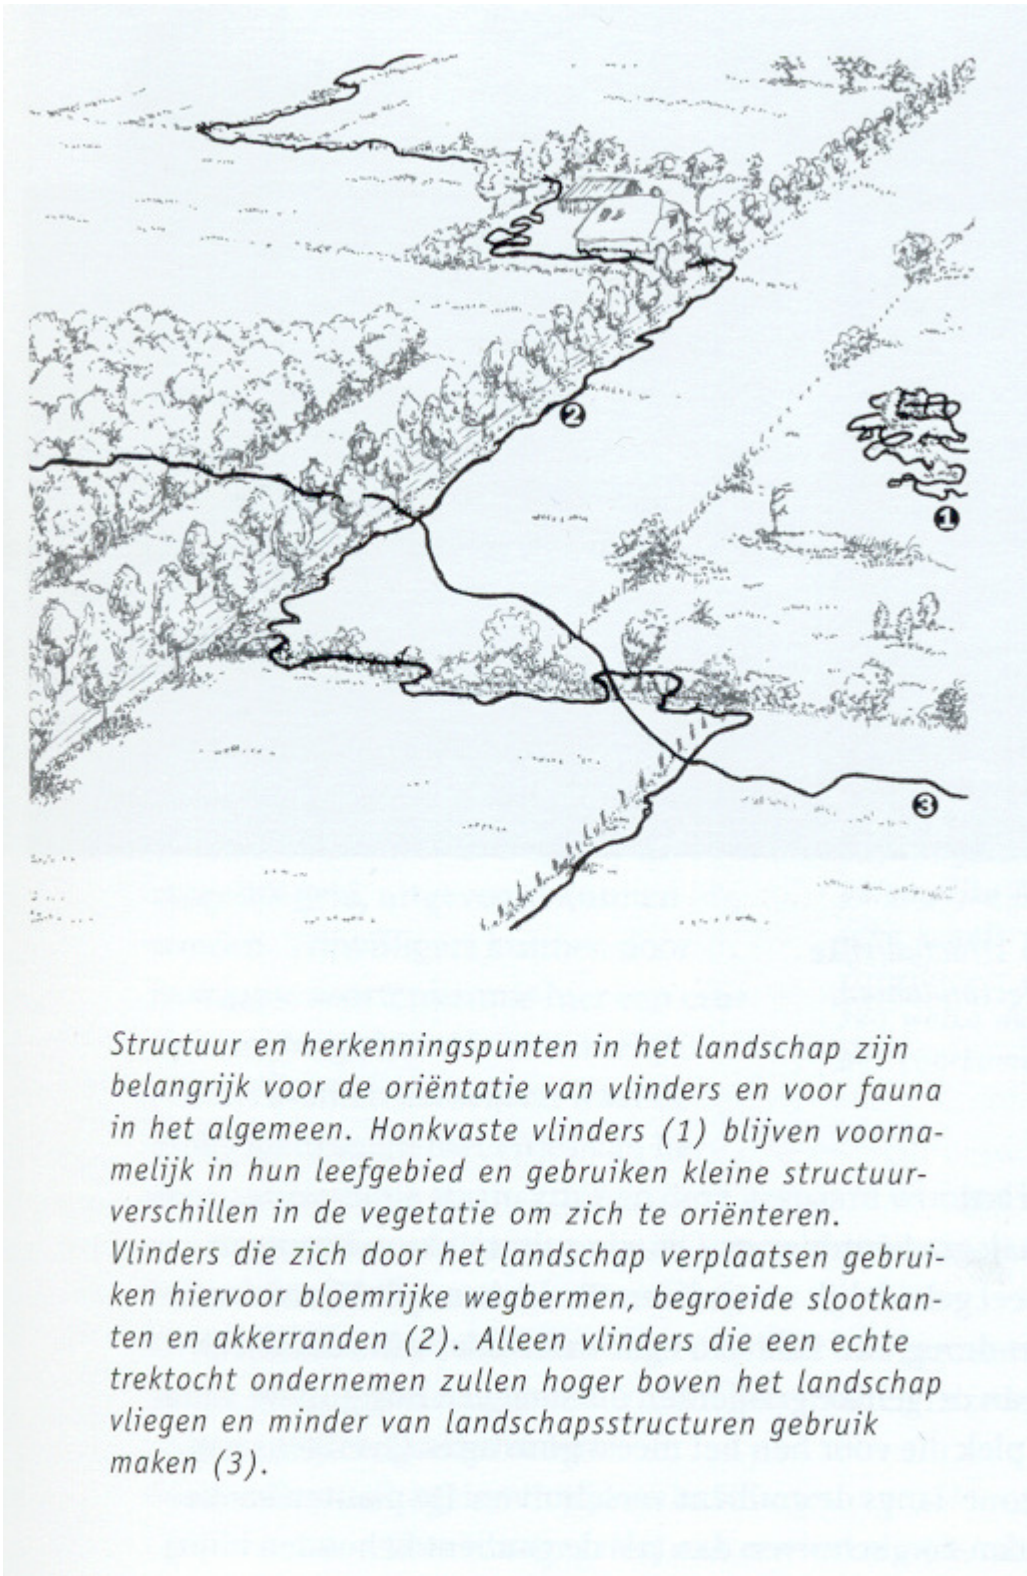 2
1
3
Structuur en herkenningspunten in het landschap zijn
belangrijk voor de oriëntatie van vlinders en voor fauna
in het algemeen. Honkvaste vlinders (1) blijven voorna-
melijk in hun leefgebied en gebruiken kleine structuur-
verschillen in de vegetatie om zich te oriënteren.
Vlinders die zich door het landschap verplaatsen gebrui-
ken hiervoor bloemrijke wegbermen, begroeide slootkan-
ten en akkerranden (2). Alleen vlinders die een echte
trektocht ondernemen zullen hoger boven het landschap
vliegen en minder van landschapsstructuren gebruik
maken (3).